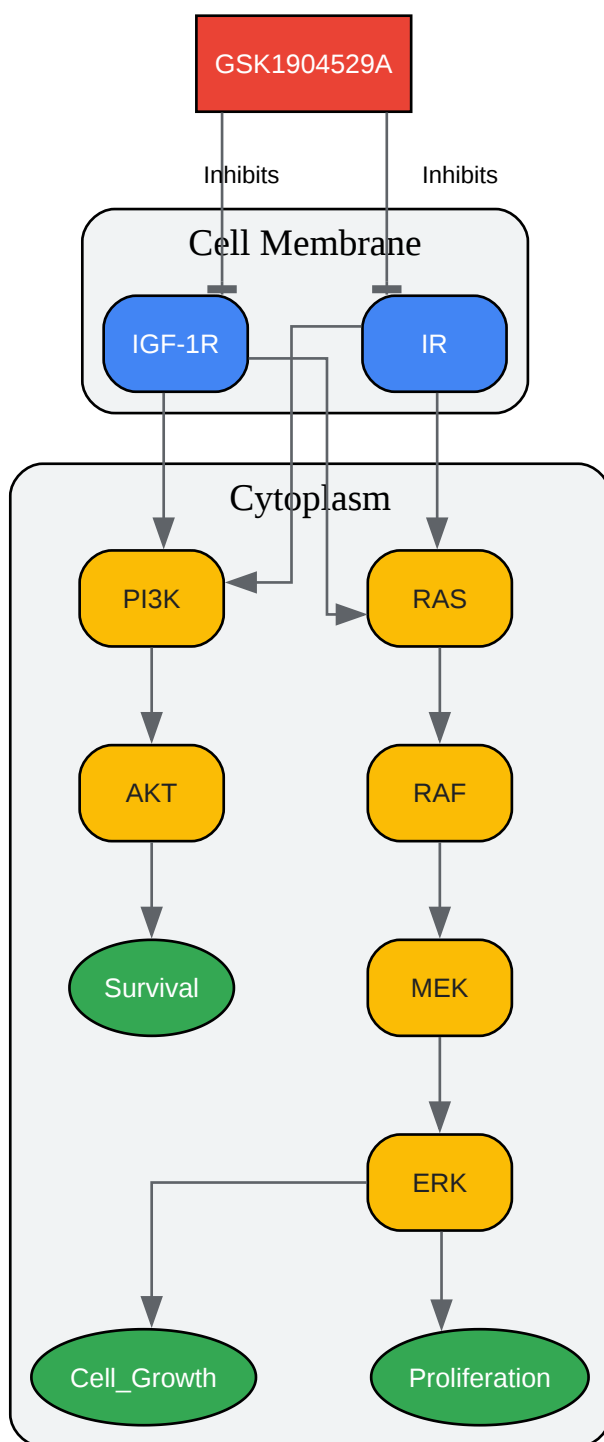 GSK1904529A
Inhibits
Inhibits
Cell Membrane
IGF-1R
IR
Cytoplasm
PI3K
RAS
AKT
RAF
Survival
MEK
ERK
Cell_Growth
Proliferation